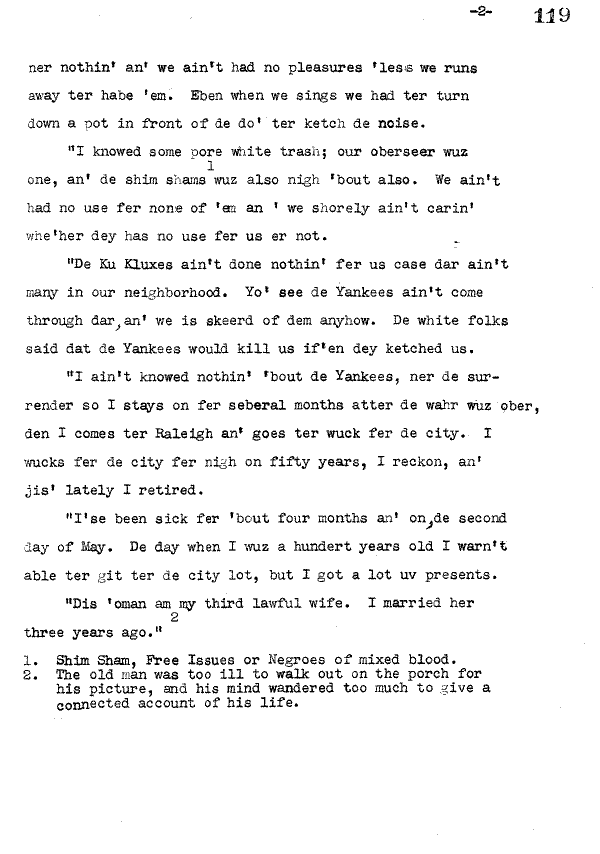 -2- 119
ner nothin' an' we ain't had no pleasures 'less we runs
away ter habe 'em. Eben when we sings we had ter turn
down a pot in front of de do' ter ketch de noise.
"I knowed some pore white trash; our oberseer wuz
1
one, an' de shim shams wuz also nigh 'bout also. We ain't
had no use fer none of 'em an ' we shorely ain't carin'
whe'her dey has no use fer us er not.
"De Ku Kluxes ain't done nothin' fer us case dar ain't
many in our neighborhood. Yo' see de Yankees ain't come
through dar, an' we is skeerd of dem anyhow. De white folks
said dat de Yankees would kill us if'en dey ketched us.
"I ain't knowed nothin' 'bout de Yankees, ner de sur-
render so I stays on fer seberal months atter de wahr wuz ober,
den I comes ter Raleigh an' goes ter wuck fer de city. I
wucks fer de city fer nigh on fifty years, I reckon, an'
jis' lately I retired.
"I'se been sick fer 'bout four months an' on, de second
day of May. De day when I wuz a hundert years old I warn't
able ter git ter de city lot, but I got a lot uv presents.
"Dis 'oman am my third lawful wife. I married her
2
three years ago."
1. Shim Sham, Free Issues or Negroes of mixed blood.
2. The old man was too ill to walk out on the porch for
his picture, and his mind wandered too much to give a
connected account of his life.